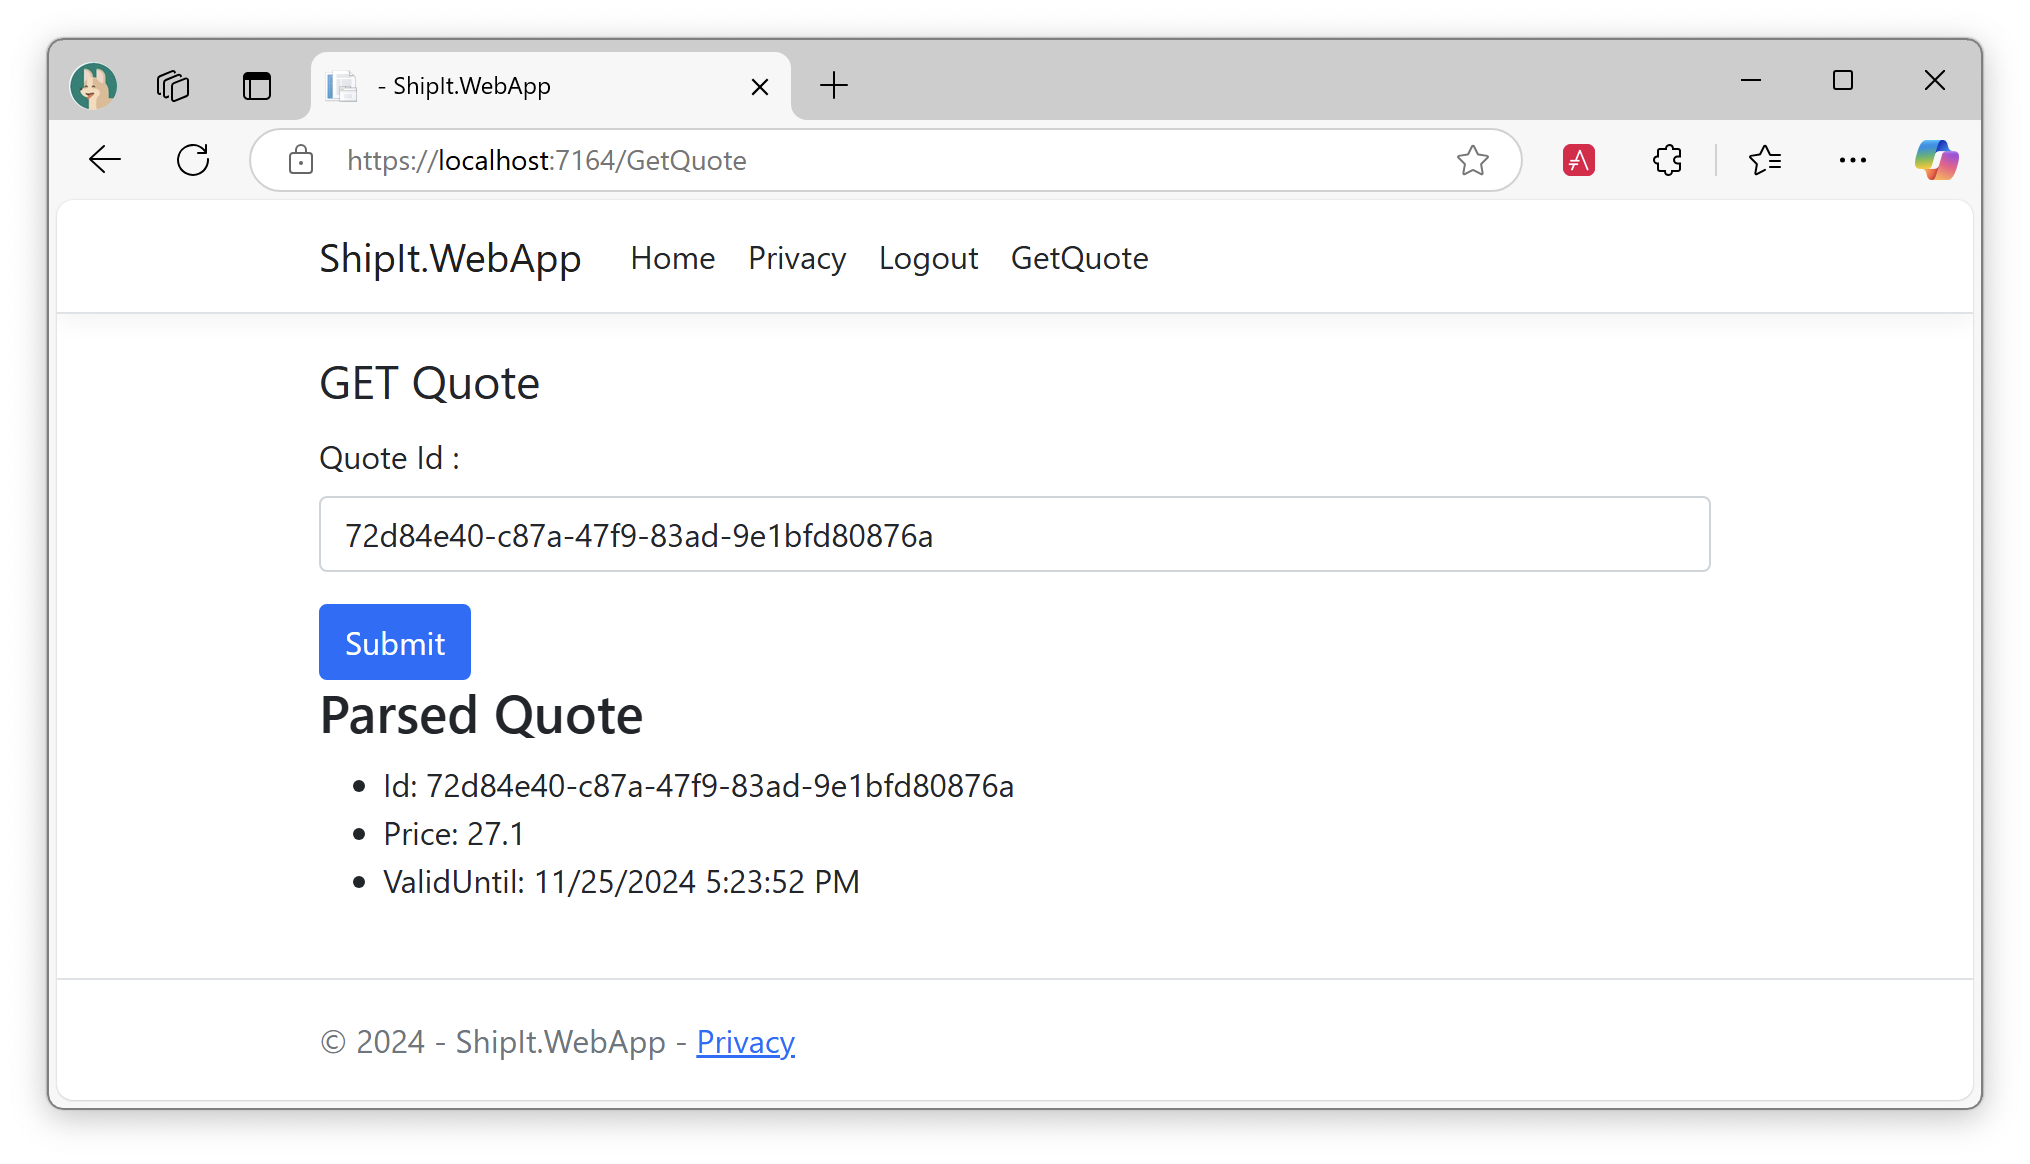 - ShipIt.WebApp
https://localhost:7164/GetQuote
ShipIt.WebApp Home Privacy Logout GetQuote
GET Quote
Quote Id :
72d84e40-c87a-47f9-83ad-9e1bfd80876a
Submit
Parsed Quote
Id: 72d84e40-c87a-47f9-83ad-9e1bfd80876a
Price: 27.1
ValidUntil: 11/25/2024 5:23:52 PM
© 2024 - ShipIt.WebApp - Privacy